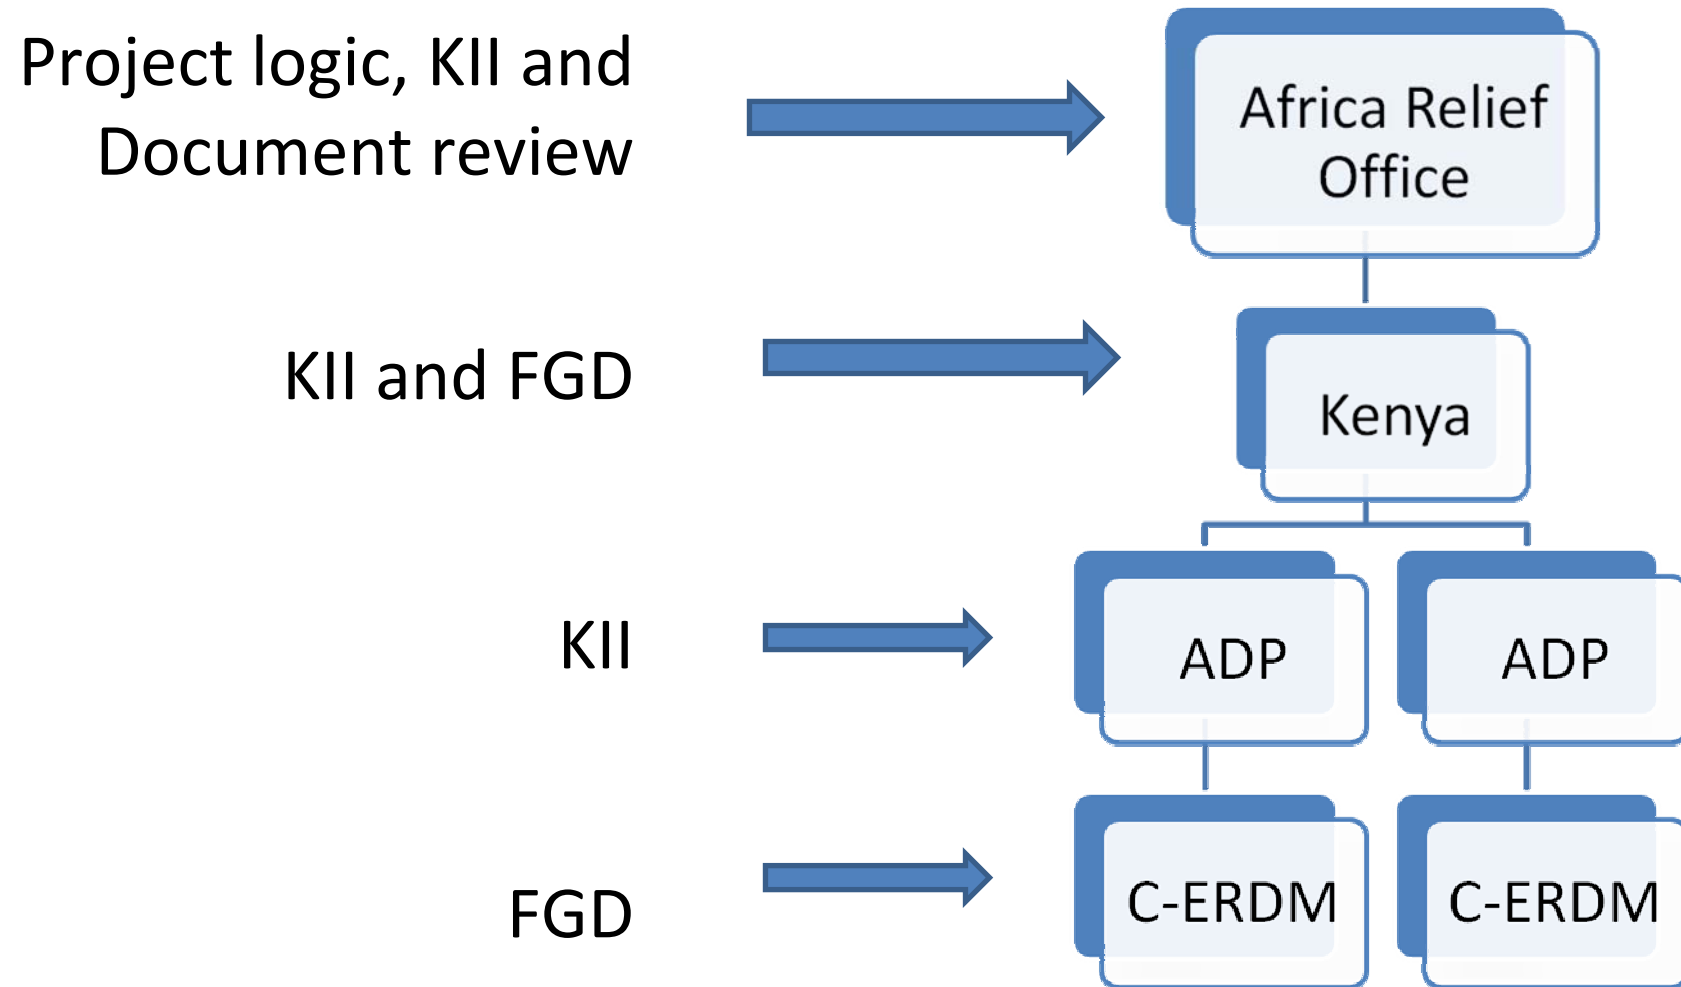 Project logic, KII and
Document review
Africa Relief
Office
KII and FGD
Kenya
KII
ADP
ADP
FGD
C-ERDM
C-ERDM